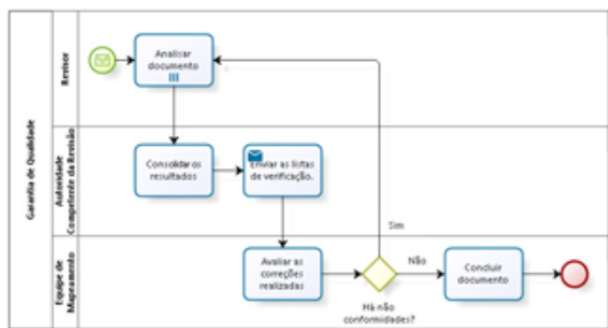 Garantia de Qualidade
Revisor
Analisar
documento
Autoridade
Competente da Revisão
Consolidar os
resultados
Enviar as listas
de verificação.
Equipe de
Mapeamento
Avaliar as
correções
realizadas
Sim
Não
Há não
conformidades?
Concluir
documento